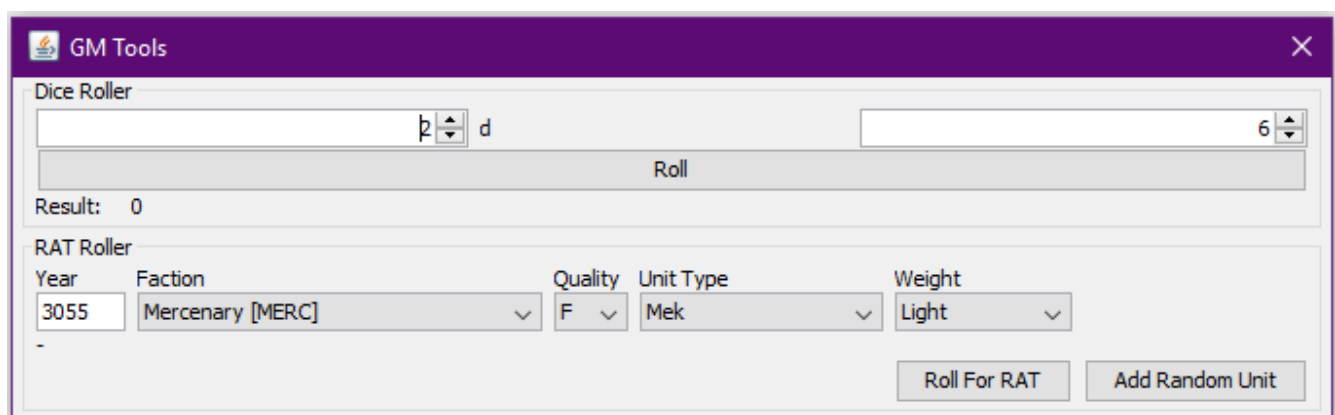 GM Tools
Dice Roller
2 d 6
Roll
Result: 0
RAT Roller
Year Faction Quality Unit Type Weight
3055 Mercenary [MERC] F Mek Light
-
Roll For RAT Add Random Unit